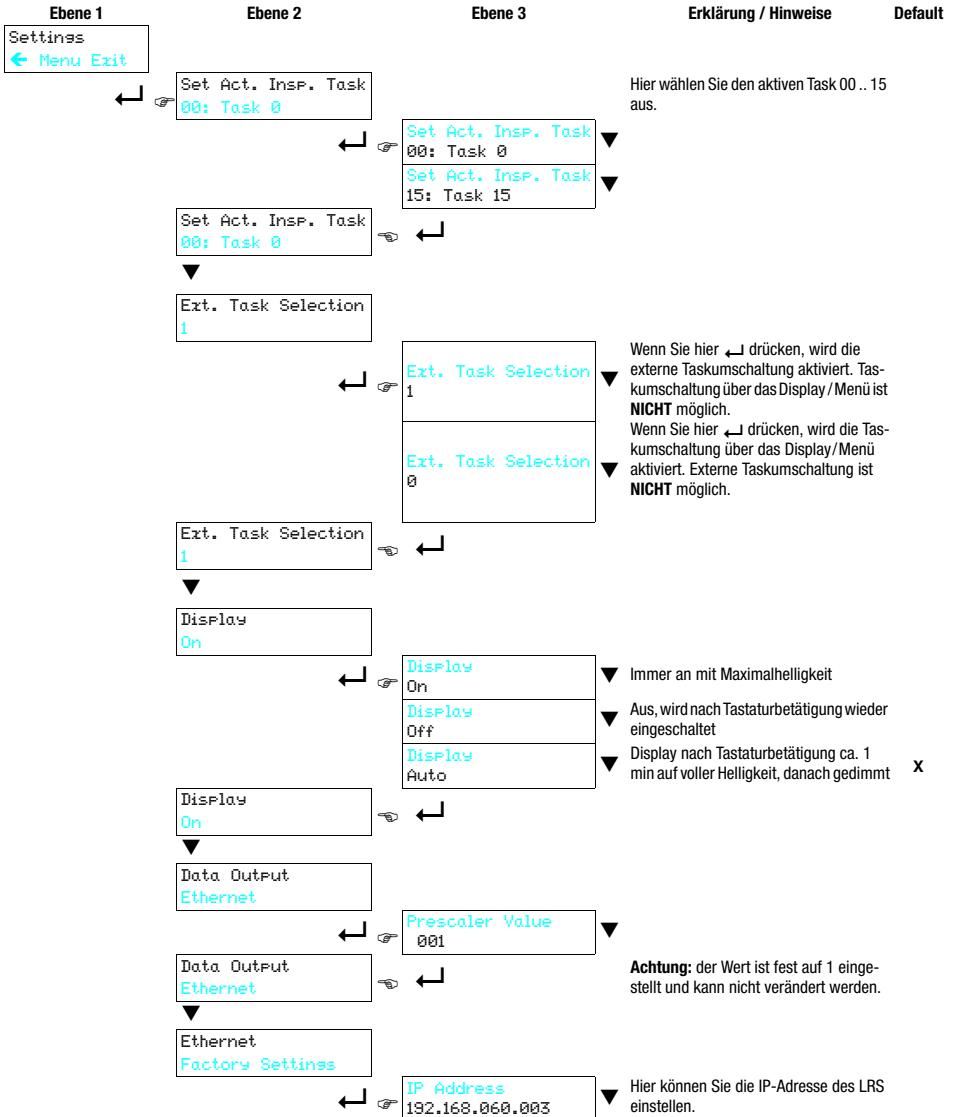 Ebene 1 Ebene 2 Ebene 3 Erklärung / Hinweise Default
Settings
← Menu Exit
Set Act. Insp. Task
00: Task 0
Hier wählen Sie den aktiven Task 00 .. 15
aus.
Set Act. Insp. Task
00: Task 0
Set Act. Insp. Task
15: Task 15
Set Act. Insp. Task
00: Task 0
Ext. Task Selection
1
Ext. Task Selection
1
Wenn Sie hier ↵ drücken, wird die
externe Taskumschaltung aktiviert. Tas-
kumschaltung über das Display / Menü ist
NICHT möglich.
Ext. Task Selection
0
Wenn Sie hier ↵ drücken, wird die Tas-
kumschaltung über das Display/Menü
aktiviert. Externe Taskumschaltung ist
NICHT möglich.
Ext. Task Selection
1
Display
On
Display
On
Immer an mit Maximalhelligkeit
Display
Off
Aus, wird nach Tastaturbetätigung wieder
eingeschaltet
Display
Auto
Display nach Tastaturbetätigung ca. 1
min auf voller Helligkeit, danach gedimmt X
Display
On
Data Output
Ethernet
Prescaler Value
001
Data Output
Ethernet
Achtung: der Wert ist fest auf 1 einge-
stellt und kann nicht verändert werden.
Ethernet
Factory Settings
IP Address
192.168.060.003
Hier können Sie die IP-Adresse des LRS
einstellen.